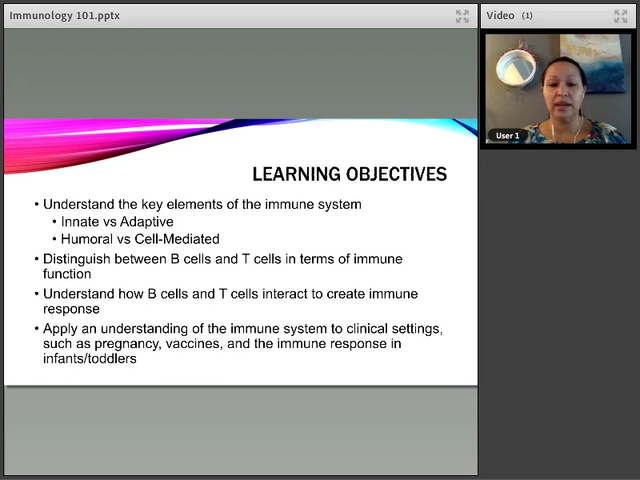 Immunology 101.pptx
Video (1)
User 1
LEARNING OBJECTIVES
• Understand the key elements of the immune system
• Innate vs Adaptive
• Humoral vs Cell-Mediated
• Distinguish between B cells and T cells in terms of immune
function
• Understand how B cells and T cells interact to create immune
response
• Apply an understanding of the immune system to clinical settings,
such as pregnancy, vaccines, and the immune response in
infants/toddlers